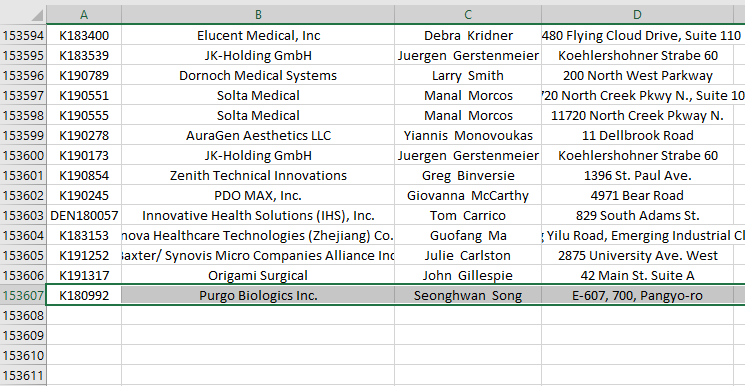 A B C D
153594 K183400 Elucent Medical, Inc Debra Kridner 480 Flying Cloud Drive, Suite 110
153595 K183539 JK-Holding GmbH Juergen Gerstenmeier Koehlershohner Strabe 60
153596 K190789 Dornoch Medical Systems Larry Smith 200 North West Parkway
153597 K190551 Solta Medical Manal Morcos 720 North Creek Pkwy N., Suite 10
153598 K190555 Solta Medical Manal Morcos 11720 North Creek Pkway N.
153599 K190278 AuraGen Aesthetics LLC Yiannis Monovoukas 11 Dellbrook Road
153600 K190173 JK-Holding GmbH Juergen Gerstenmeier Koehlershohner Strabe 60
153601 K190854 Zenith Technical Innovations Greg Binversie 1396 St. Paul Ave.
153602 K190245 PDO MAX, Inc. Giovanna McCarthy 4971 Bear Road
153603 DEN180057 Innovative Health Solutions (IHS), Inc. Tom Carrico 829 South Adams St.
153604 K183153 nova Healthcare Technologies (Zhejiang) Co. Guofang Ma Yilu Road, Emerging Industrial Cl
153605 K191252 Baxter/ Synovis Micro Companies Alliance Inc Julie Carlston 2875 University Ave. West
153606 K191317 Origami Surgical John Gillespie 42 Main St. Suite A
153607 K180992 Purgo Biologics Inc. Seonghwan Song E-607, 700, Pangyo-ro
153608
153609
153610
153611